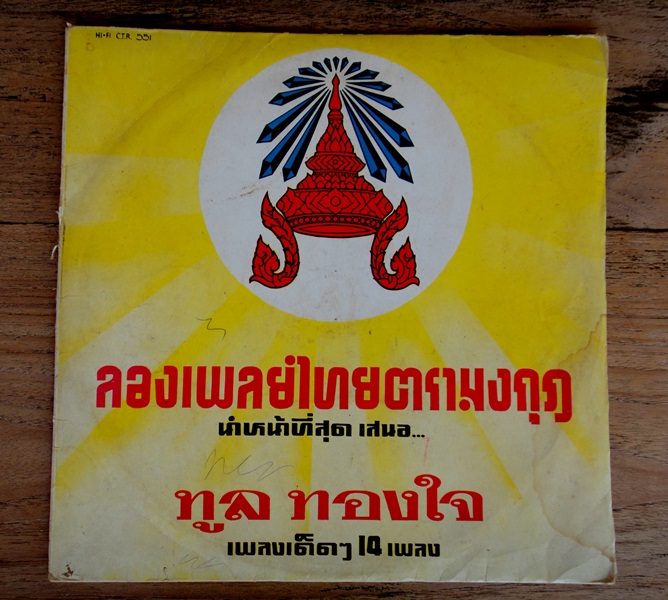 HI-FI C.T.R. 551
ลองเพลย์ไทยตรามงกุฎ
นำหน้าที่สุด เสนอ...
ทูล ทองใจ
เพลงเด็ดๆ 14 เพลง